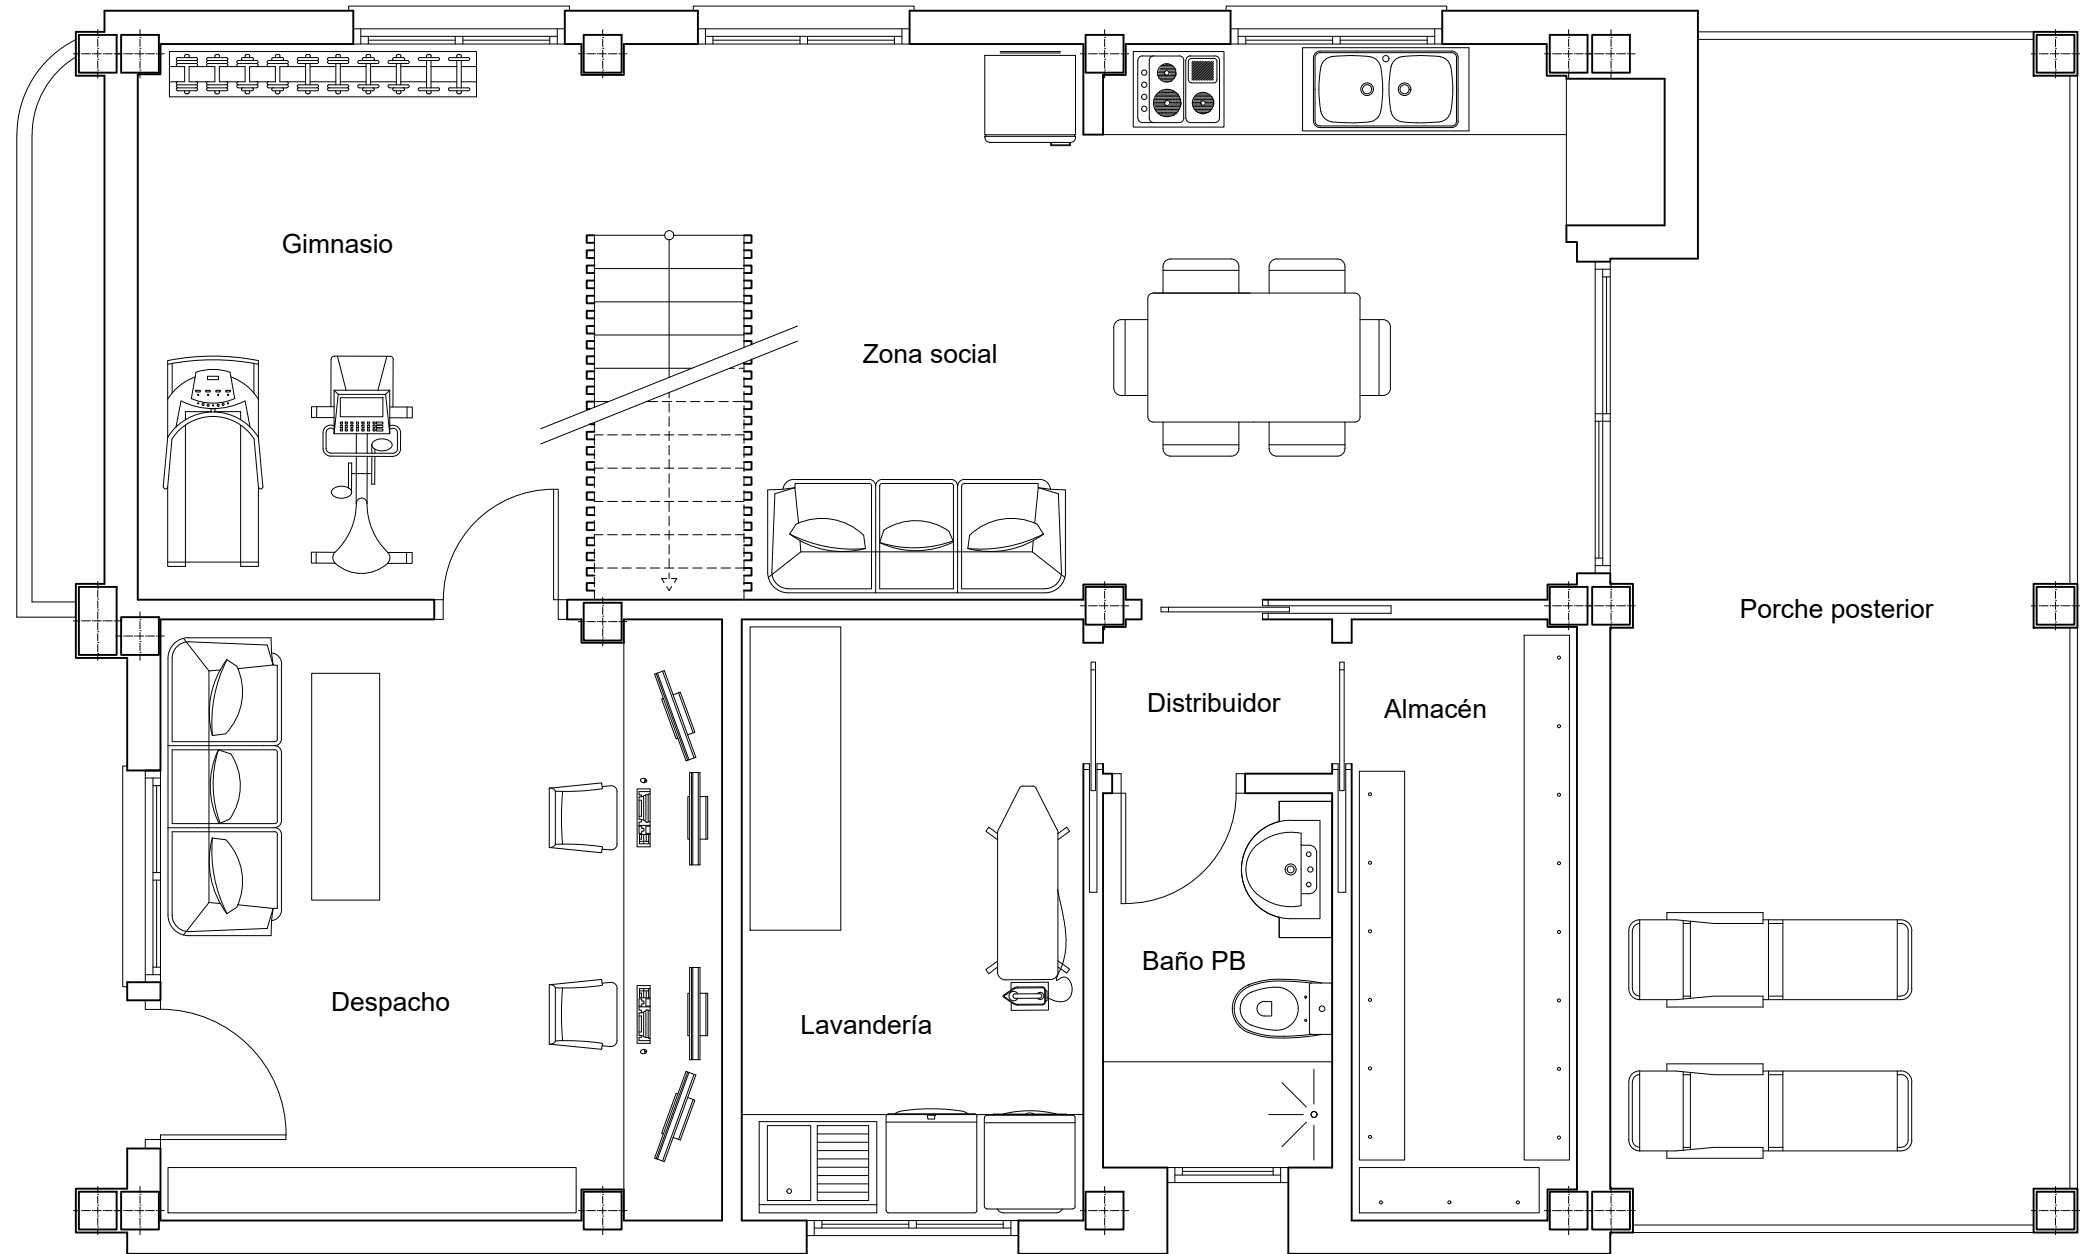 Gimnasio
Zona social
Porche posterior
Distribuidor
Almacén
Baño PB
Despacho
Lavandería